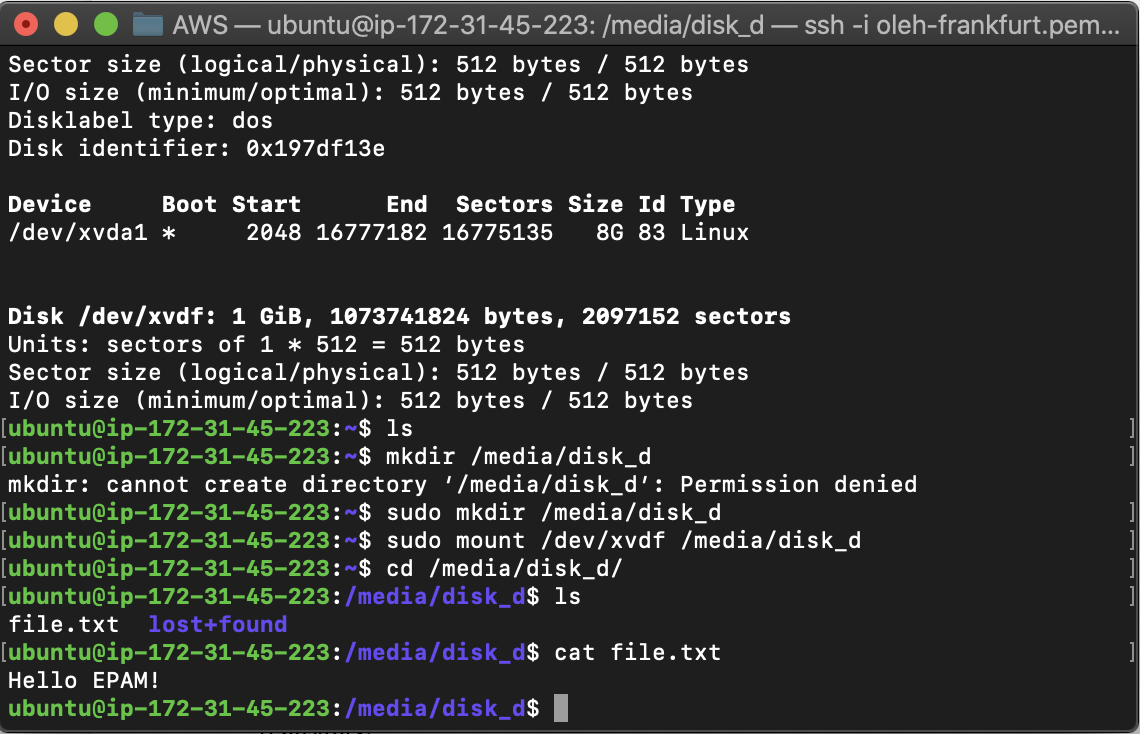 AWS — ubuntu@ip-172-31-45-223: /media/disk_d — ssh -i oleh-frankfurt.pem...
Sector size (logical/physical): 512 bytes / 512 bytes
I/O size (minimum/optimal): 512 bytes / 512 bytes
Disklabel type: dos
Disk identifier: 0x197df13e
Device     Boot Start      End  Sectors Size Id Type
/dev/xvda1 *     2048 16777182 16775135   8G 83 Linux
Disk /dev/xvdf: 1 GiB, 1073741824 bytes, 2097152 sectors
Units: sectors of 1 * 512 = 512 bytes
Sector size (logical/physical): 512 bytes / 512 bytes
I/O size (minimum/optimal): 512 bytes / 512 bytes
[ubuntu@ip-172-31-45-223:~$ ls ]
[ubuntu@ip-172-31-45-223:~$ mkdir /media/disk_d ]
mkdir: cannot create directory ‘/media/disk_d’: Permission denied
[ubuntu@ip-172-31-45-223:~$ sudo mkdir /media/disk_d ]
[ubuntu@ip-172-31-45-223:~$ sudo mount /dev/xvdf /media/disk_d ]
[ubuntu@ip-172-31-45-223:~$ cd /media/disk_d/ ]
[ubuntu@ip-172-31-45-223:/media/disk_d$ ls ]
file.txt  lost+found
[ubuntu@ip-172-31-45-223:/media/disk_d$ cat file.txt ]
Hello EPAM!
ubuntu@ip-172-31-45-223:/media/disk_d$